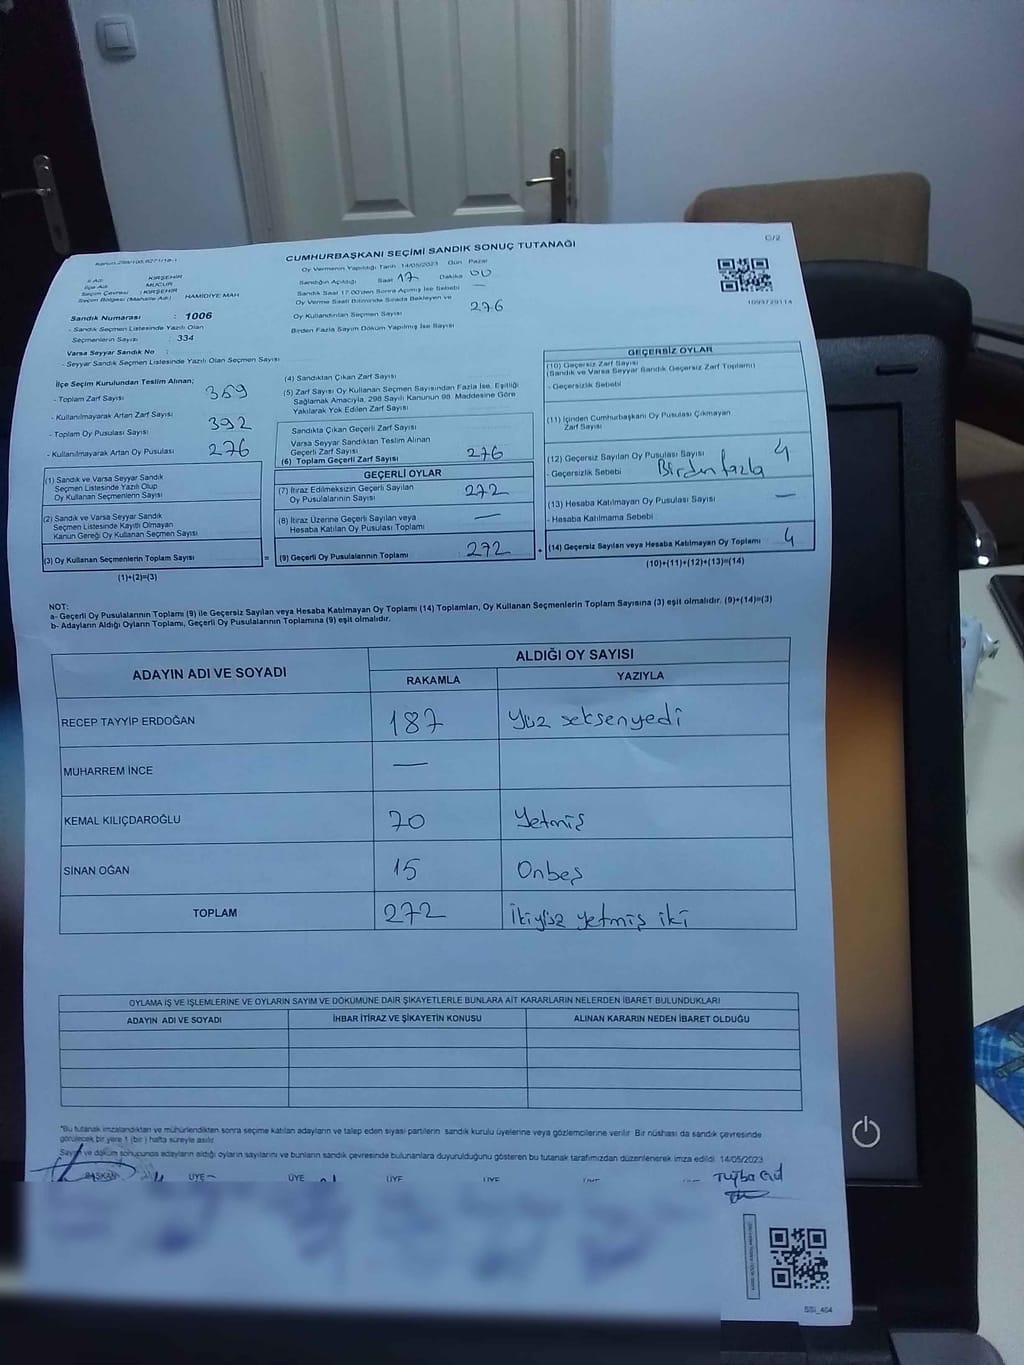 CUMHURBAŞKANI SEÇİMİ SANDIK SONUÇ TUTANAĞI
C/2
Oy Vermenin Yapıldığı Tarih 14/05/2023 Gün Pazar
Sandığın Açıldığı Saat 17 Dakika 00
Sandık Saat 17.00'den Sonra Açılmış İse Sebebi —
Oy Verme Saati Bitiminde Sırada Bekleyen ve
Oy Kullandırılan Seçmen Sayısı 276
Birden Fazla Sayım Döküm Yapılmış İse Sayısı
İl Adı : KIRŞEHİR
İlçe Adı : MUCUR
Seçim Çevresi : KIRŞEHİR
Seçim Bölgesi (Mahalle Adı) : HAMİDİYE MAH
Sandık Numarası : 1006
- Sandık Seçmen Listesinde Yazılı Olan
Seçmenlerin Sayısı : 334
Varsa Seyyar Sandık No :
- Seyyar Sandık Seçmen Listesinde Yazılı Olan Seçmen Sayısı
1093729114
İlçe Seçim Kurulundan Teslim Alınan;
- Toplam Zarf Sayısı 369
- Kullanılmayarak Artan Zarf Sayısı
- Toplam Oy Pusulası Sayısı 392
- Kullanılmayarak Artan Oy Pusulası 276
(1) Sandık ve Varsa Seyyar Sandık
Seçmen Listesinde Yazılı Olup
Oy Kullanan Seçmenlerin Sayısı
(2) Sandık ve Varsa Seyyar Sandık
Seçmen Listesinde Kayıtlı Olmayan
Kanun Gereği Oy Kullanan Seçmen Sayısı
(3) Oy Kullanan Seçmenlerin Toplam Sayısı
(1)+(2)=(3)
(4) Sandıktan Çıkan Zarf Sayısı
(5) Zarf Sayısı Oy Kullanan Seçmen Sayısından Fazla İse, Eşitliği
Sağlamak Amacıyla, 298 Sayılı Kanunun 98. Maddesine Göre
Yakılarak Yok Edilen Zarf Sayısı
Sandıkta Çıkan Geçerli Zarf Sayısı
Varsa Seyyar Sandıktan Teslim Alınan
Geçerli Zarf Sayısı
(6) Toplam Geçerli Zarf Sayısı 276
GEÇERLİ OYLAR
(7) İtiraz Edilmeksizin Geçerli Sayılan
Oy Pusulalarının Sayısı : 272
(8) İtiraz Üzerine Geçerli Sayılan veya
Hesaba Katılan Oy Pusulası Toplamı : —
= (9) Geçerli Oy Pusulalarının Toplamı : 272
GEÇERSİZ OYLAR
(10) Geçersiz Zarf Sayısı
(Sandık ve Varsa Seyyar Sandık Geçersiz Zarf Toplamı)
- Geçersizlik Sebebi
(11) İçinden Cumhurbaşkanı Oy Pusulası Çıkmayan
Zarf Sayısı
(12) Geçersiz Sayılan Oy Pusulası Sayısı 4
- Geçersizlik Sebebi Birden fazla
(13) Hesaba Katılmayan Oy Pusulası Sayısı —
- Hesaba Katılmama Sebebi
+ (14) Geçersiz Sayılan veya Hesaba Katılmayan Oy Toplamı : 4
(10)+(11)+(12)+(13)=(14)
NOT:
a- Geçerli Oy Pusulalarının Toplamı (9) ile Geçersiz Sayılan veya Hesaba Katılmayan Oy Toplamı (14) Toplamları, Oy Kullanan Seçmenlerin Toplam Sayısına (3) eşit olmalıdır. (9)+(14)=(3)
b- Adayların Aldığı Oyların Toplamı, Geçerli Oy Pusulalarının Toplamına (9) eşit olmalıdır.
ADAYIN ADI VE SOYADI
ALDIĞI OY SAYISI
RAKAMLA YAZIYLA
RECEP TAYYİP ERDOĞAN 187 Yüz seksenyedi
MUHARREM İNCE —
KEMAL KILIÇDAROĞLU 70 Yetmiş
SİNAN OĞAN 15 Onbeş
TOPLAM 272 İkiyüz yetmiş iki
OYLAMA İŞ VE İŞLEMLERİNE VE OYLARIN SAYIM VE DÖKÜMÜNE DAİR ŞİKAYETLERLE BUNLARA AİT KARARLARIN NELERDEN İBARET BULUNDUKLARI
ADAYIN ADI VE SOYADI İHBAR İTİRAZ VE ŞİKAYETİN KONUSU ALINAN KARARIN NEDEN İBARET OLDUĞU
*Bu tutanak imzalandıktan ve mühürlendikten sonra seçime katılan adayların ve talep eden siyasi partilerin sandık kurulu üyelerine veya gözlemcilerine verilir. Bir nüshası da sandık çevresinde
görülecek bir yere 1 (bir) hafta süreyle asılır.
Sayım ve döküm sonucunda adayların aldığı oyların sayılarını ve bunların sandık çevresinde bulunanlara duyurulduğunu gösteren bu tutanak tarafımızdan düzenlenerek imza edildi. 14/05/2023
BAŞKAN ÜYE ÜYE ÜYE ÜYE
SSi_404